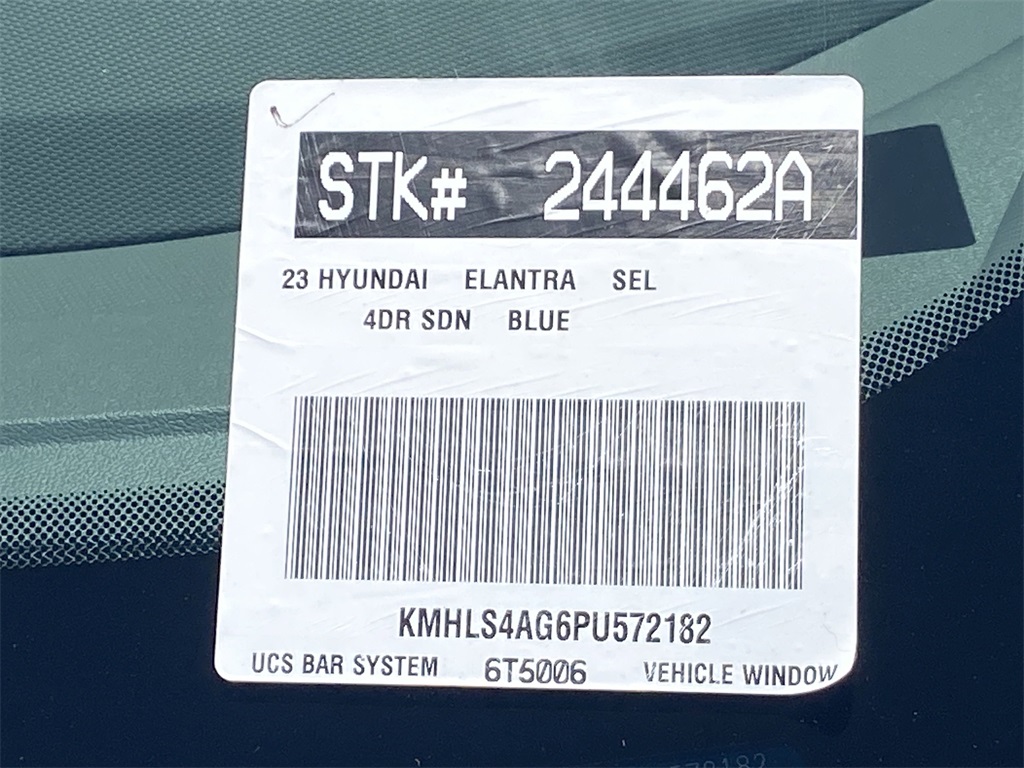 STK# 244462A
23 HYUNDAI ELANTRA SEL
4DR SDN BLUE
KMHLS4AG6PU572182
UCS BAR SYSTEM 6T5006 VEHICLE WINDOW